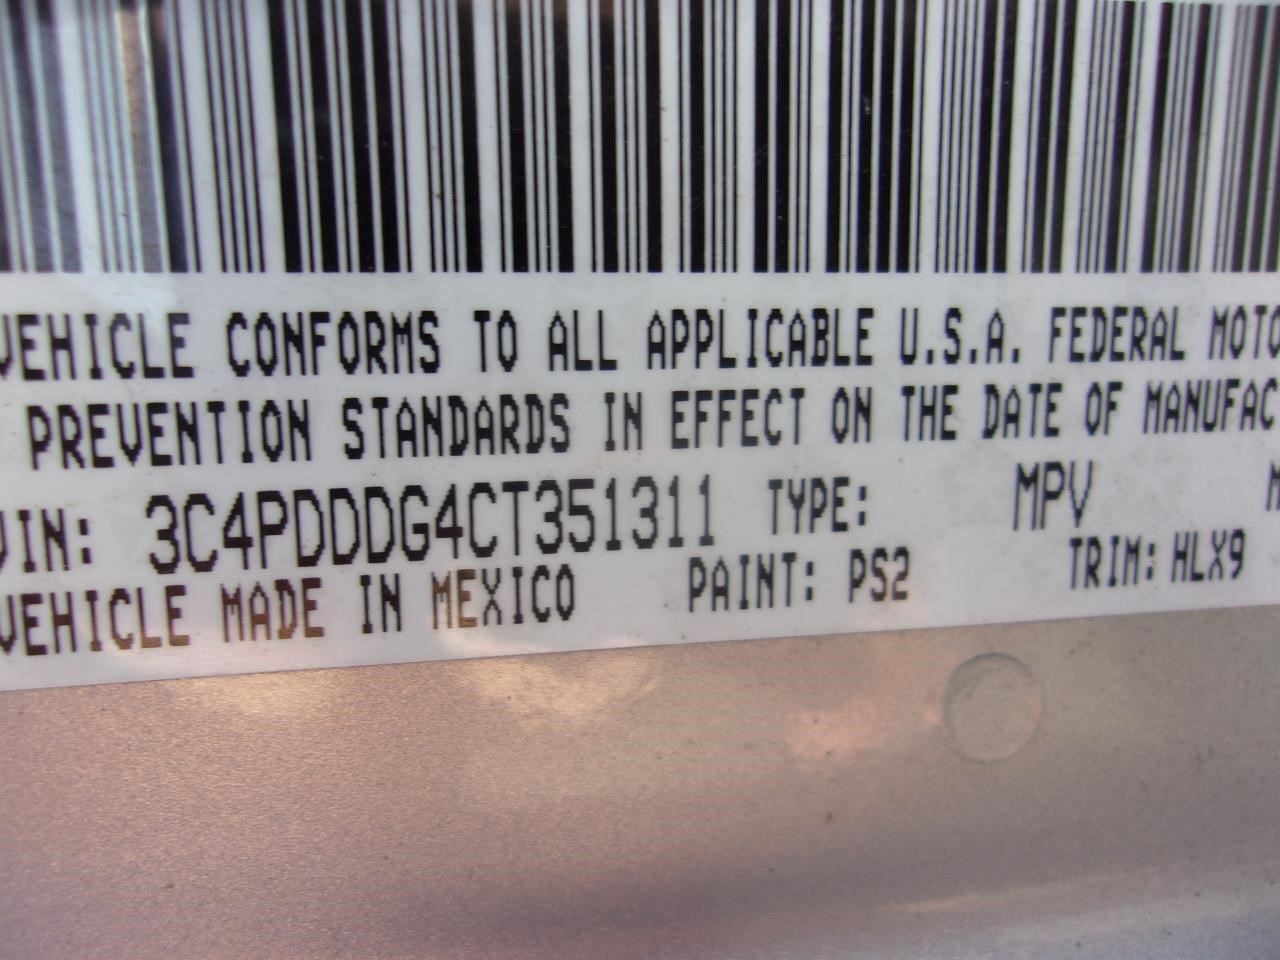 VEHICLE CONFORMS TO ALL APPLICABLE U.S.A. FEDERAL MOTO
PREVENTION STANDARDS IN EFFECT ON THE DATE OF MANUFAC
VIN: 3C4PDDDG4CT351311 TYPE: MPV M
VEHICLE MADE IN MEXICO PAINT: PS2 TRIM: HLX9